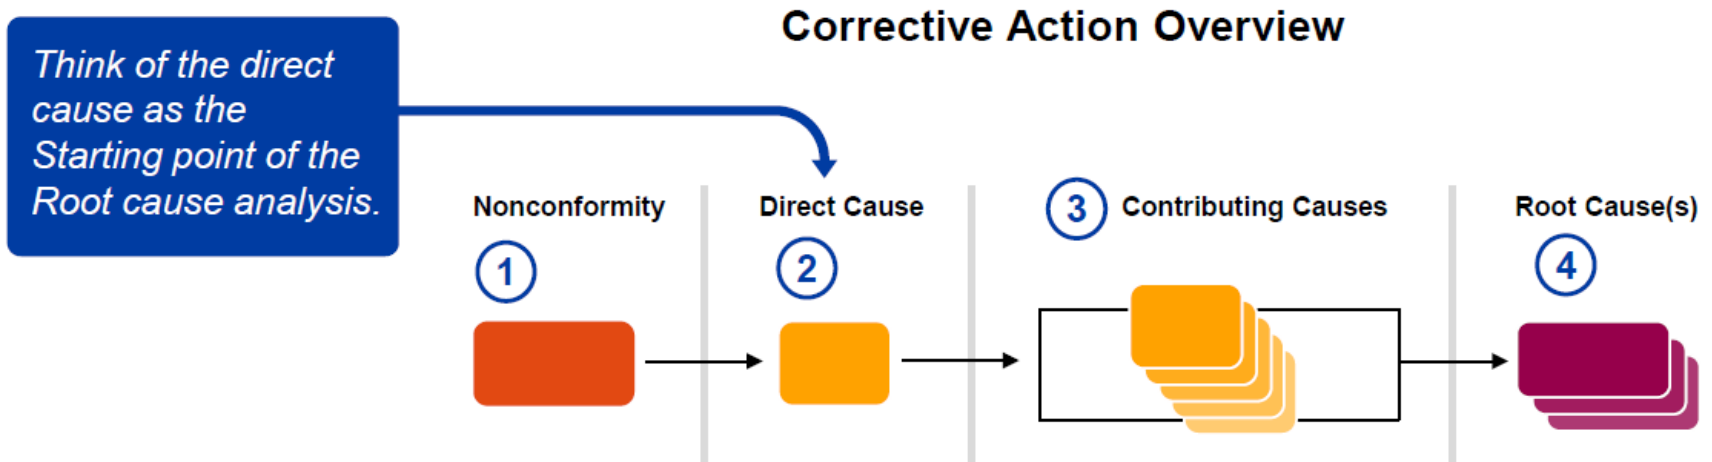 Corrective Action Overview
Think of the direct
cause as the
Starting point of the
Root cause analysis.
Nonconformity
1
Direct Cause
2
3 Contributing Causes
Root Cause(s)
4